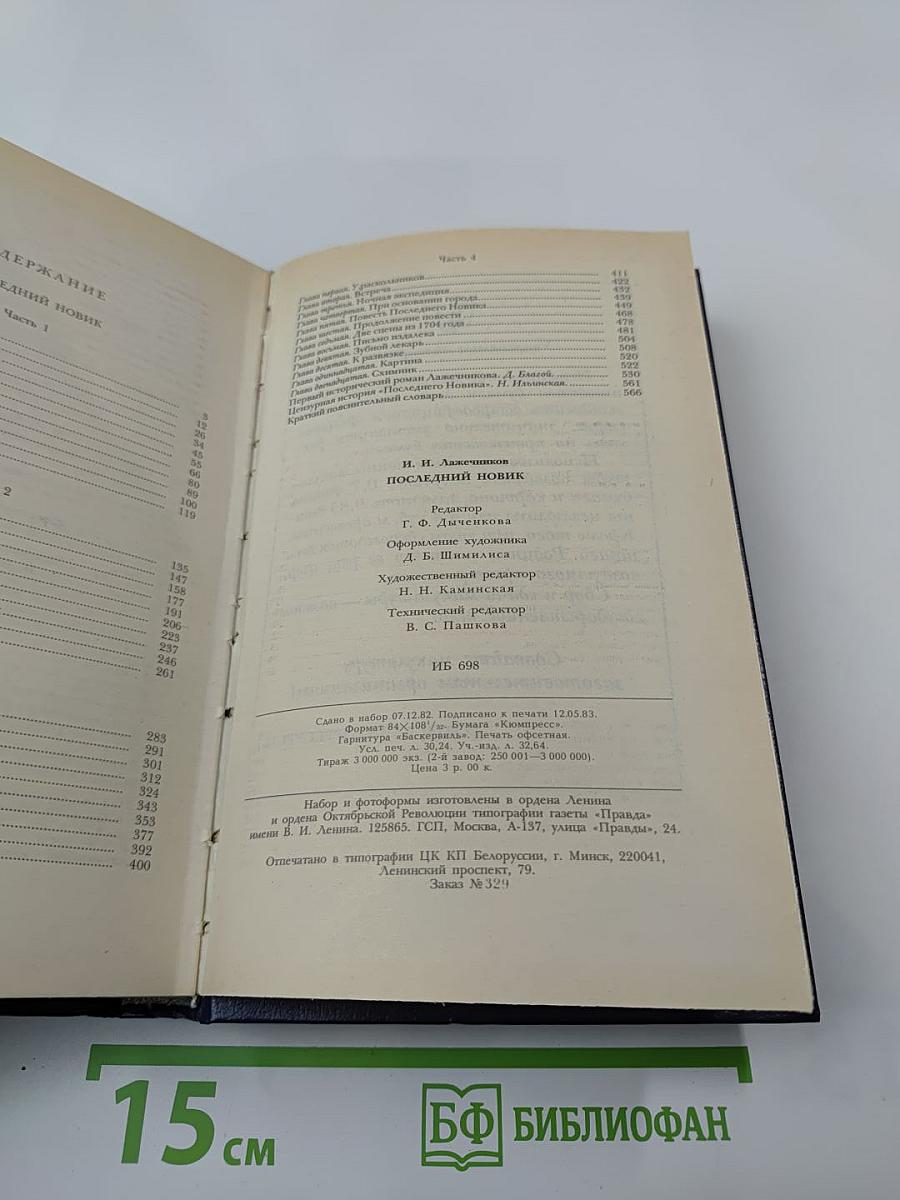 ДЕРЖАНИЕ
ЕДНИЙ НОВИК
Часть 1
3
12
26
34
45
55
66
80
89
100
119
2
135
147
158
177
191
206
223
237
246
261
283
291
301
312
324
343
353
377
392
400
Часть 4
Глава первая. У раскольников 411
Глава вторая. Встреча 422
Глава третья. Ночная экспедиция 432
Глава четвертая. При основании города 439
Глава пятая. Повесть Последнего Новика 449
Глава шестая. Продолжение повести 468
Глава седьмая. Две сцены из 1704 года 478
Глава восьмая. Письмо издалека 481
Глава девятая. Зубной лекарь 504
Глава десятая. К развязке 508
Глава одиннадцатая. Картина 520
Глава двенадцатая. Схимник 522
Первый исторический роман Лажечникова. Д. Благой. 530
Цензурная история «Последнего Новика». Н. Ильинская. 561
Краткий пояснительный словарь 566
И. И. Лажечников
ПОСЛЕДНИЙ НОВИК
Редактор
Г. Ф. Дыченкова
Оформление художника
Д. Б. Шимилиса
Художественный редактор
Н. Н. Каминская
Технический редактор
В. С. Пашкова
ИБ 698
Сдано в набор 07.12.82. Подписано к печати 12.05.83.
Формат 84×108¹/₃₂. Бумага «Кюмпресс».
Гарнитура «Баскервиль». Печать офсетная.
Усл. печ. л. 30,24. Уч.-изд. л. 32,64.
Тираж 3 000 000 экз. (2-й завод: 250 001—3 000 000).
Цена 3 р. 00 к.
Набор и фотоформы изготовлены в ордена Ленина
и ордена Октябрьской Революции типографии газеты «Правда»
имени В. И. Ленина. 125865. ГСП, Москва, А-137, улица «Правды», 24.
Отпечатано в типографии ЦК КП Белоруссии, г. Минск, 220041,
Ленинский проспект, 79.
Заказ № 329
15 см
БФ БИБЛИОФАН